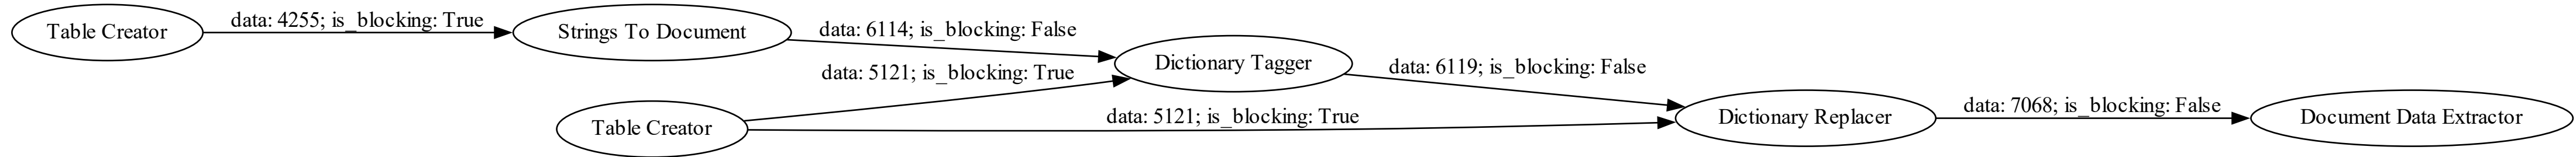 Table Creator
data: 4255; is_blocking: True
Strings To Document
data: 6114; is_blocking: False
Dictionary Tagger
data: 5121; is_blocking: True
data: 6119; is_blocking: False
Table Creator
data: 5121; is_blocking: True
Dictionary Replacer
data: 7068; is_blocking: False
Document Data Extractor